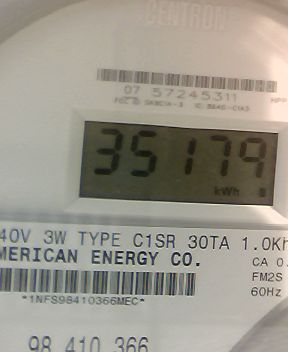 CENTRON
07 57245311
35179
kWh
40V 3W TYPE C1SR 30TA 1.0Kh
MERICAN ENERGY CO.
CA 0.
FM2S
60Hz
*1NFS98410366MEC*
98 410 366